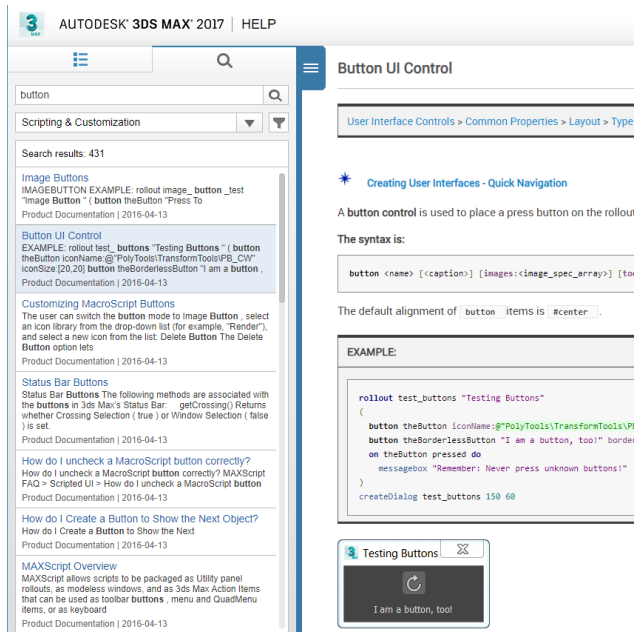 3
MAX
AUTODESK® 3DS MAX® 2017 | HELP
button
Scripting & Customization
Search results: 431
Image Buttons
IMAGEBUTTON EXAMPLE: rollout image_ button _test
"Image Button " ( button theButton "Press To
Product Documentation | 2016-04-13
Button UI Control
EXAMPLE: rollout test_ buttons "Testing Buttons " ( button
theButton iconName:@"PolyTools\TransformTools\PB_CW"
iconSize:[20,20] button theBorderlessButton "I am a button ,
Product Documentation | 2016-04-13
Customizing MacroScript Buttons
The user can switch the button mode to Image Button , select
an icon library from the drop-down list (for example, "Render"),
and select a new icon from the list: Delete Button The Delete
Button option lets
Product Documentation | 2016-04-13
Status Bar Buttons
Status Bar Buttons The following methods are associated with
the buttons in 3ds Max's Status Bar: getCrossing() Returns
whether Crossing Selection ( true ) or Window Selection ( false
) is set.
Product Documentation | 2016-04-13
How do I uncheck a MacroScript button correctly?
How do I uncheck a MacroScript button correctly? MAXScript
FAQ > Scripted UI > How do I uncheck a MacroScript button
Product Documentation | 2016-04-13
How do I Create a Button to Show the Next Object?
How do I Create a Button to Show the Next
Product Documentation | 2016-04-13
MAXScript Overview
MAXScript allows scripts to be packaged as Utility panel
rollouts, as modeless windows, and as 3ds Max Action Items
that can be used as toolbar buttons , menu and QuadMenu
items, or as keyboard
Product Documentation | 2016-04-13
Button UI Control
User Interface Controls > Common Properties > Layout > Type
Creating User Interfaces - Quick Navigation
A button control is used to place a press button on the rollout
The syntax is:
button <name> [<caption>] [images:<image_spec_array>] [too
The default alignment of button items is #center .
EXAMPLE:
rollout test_buttons "Testing Buttons"
(
button theButton iconName:@"PolyTools\TransformTools\PB
button theBorderlessButton "I am a button, too!" border
on theButton pressed do
messagebox "Remember: Never press unknown buttons!"
)
createDialog test_buttons 150 60
3 Testing Buttons
I am a button, too!